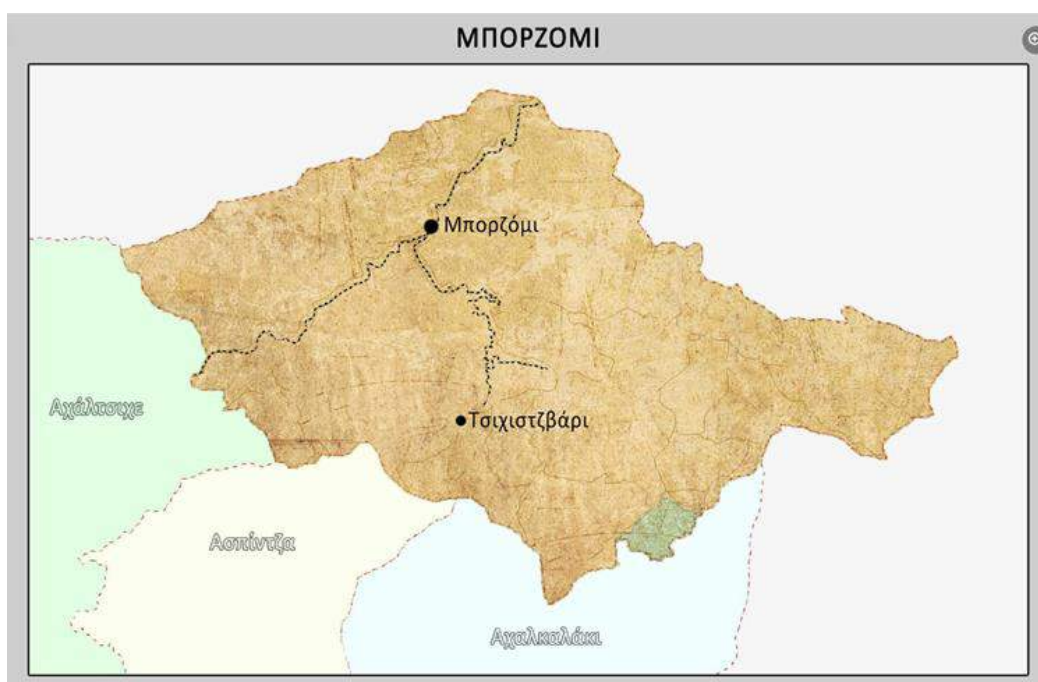 ΜΠΟΡΖΟΜΙ
Μπορζόμι
Αχάλτσιχε
Τσιχιστζβάρι
Ασπίντζα
Αχαλκαλάκι